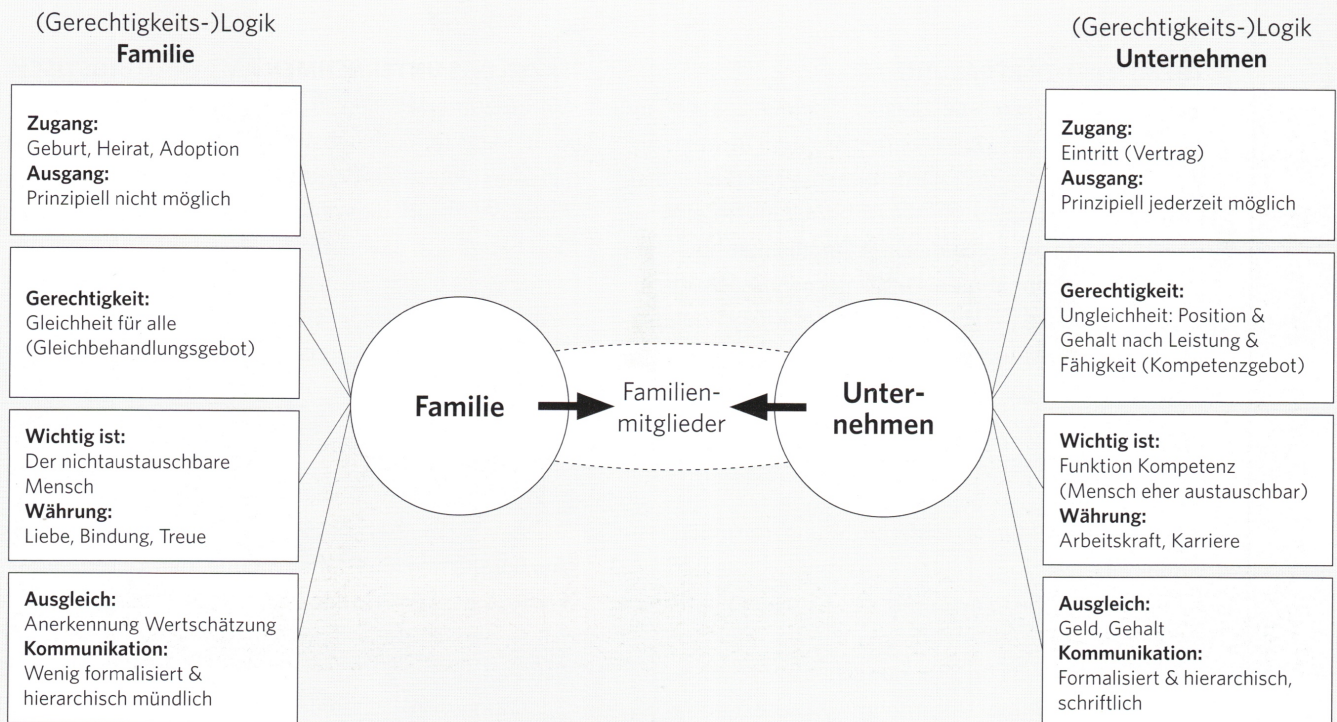 (Gerechtigkeits-)Logik
Familie
Zugang:
Geburt, Heirat, Adoption
Ausgang:
Prinzipiell nicht möglich
Gerechtigkeit:
Gleichheit für alle
(Gleichbehandlungsgebot)
Wichtig ist:
Der nichtaustauschbare
Mensch
Währung:
Liebe, Bindung, Treue
Ausgleich:
Anerkennung Wertschätzung
Kommunikation:
Wenig formalisiert &
hierarchisch mündlich
Familie
Familien-
mitglieder
Unter-
nehmen
(Gerechtigkeits-)Logik
Unternehmen
Zugang:
Eintritt (Vertrag)
Ausgang:
Prinzipiell jederzeit möglich
Gerechtigkeit:
Ungleichheit: Position &
Gehalt nach Leistung &
Fähigkeit (Kompetenzgebot)
Wichtig ist:
Funktion Kompetenz
(Mensch eher austauschbar)
Währung:
Arbeitskraft, Karriere
Ausgleich:
Geld, Gehalt
Kommunikation:
Formalisiert & hierarchisch,
schriftlich